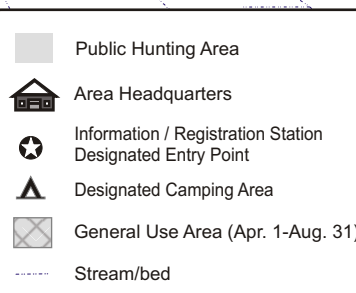 Public Hunting Area
Area Headquarters
Information / Registration Station
Designated Entry Point
Designated Camping Area
General Use Area (Apr. 1-Aug. 31)
Stream/bed